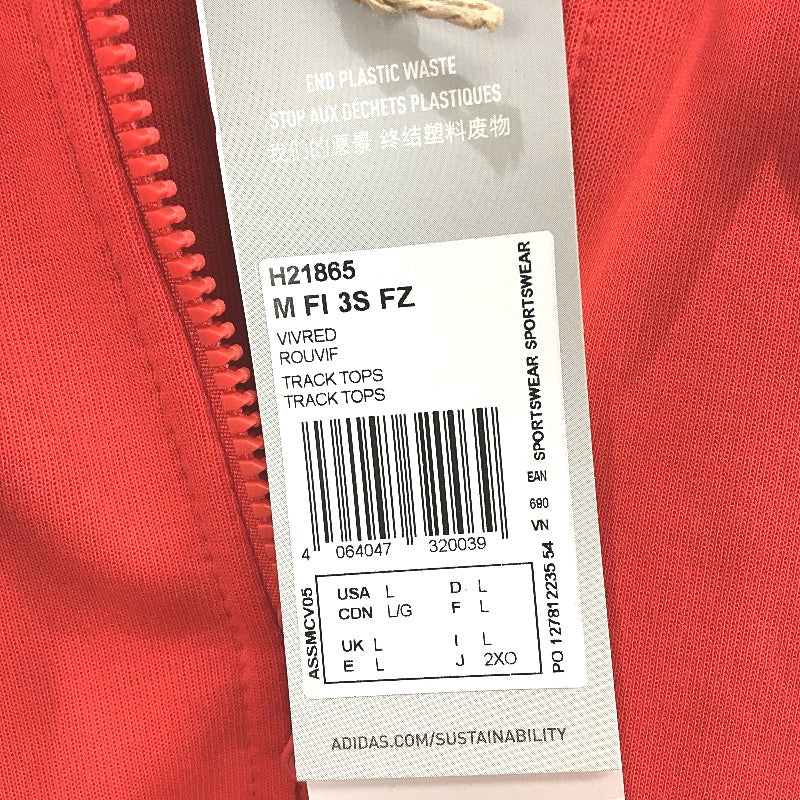 END PLASTIC WASTE
STOP AUX DÉCHETS PLASTIQUES
我们的愿景 终结塑料废物
H21865
M FI 3S FZ
VIVRED
ROUVIF
TRACK TOPS
TRACK TOPS
4 064047 320039
SPORTSWEAR SPORTSWEAR
EAN
690
VN
PO 127812235 54
ASSMCV05
USA L D L
CDN L/G F L
UK L I L
E L J 2XO
ADIDAS.COM/SUSTAINABILITY